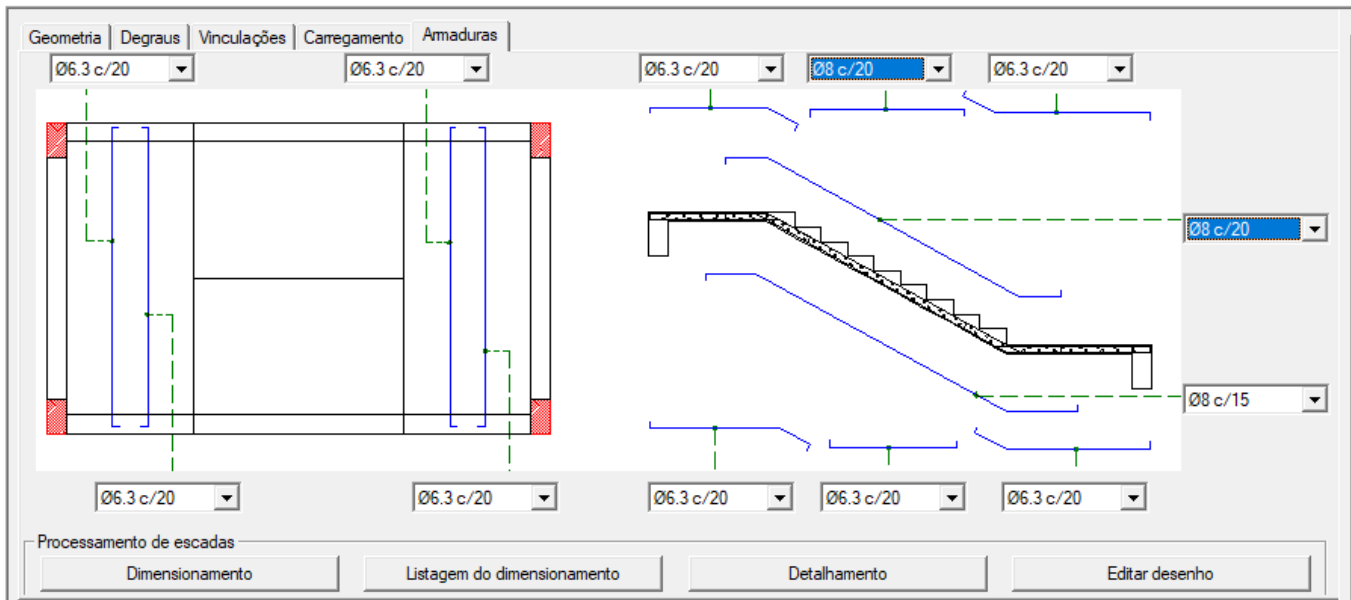 Geometria Degraus Vinculações Carregamento Armaduras
Ø6.3 c/20 Ø6.3 c/20 Ø6.3 c/20 Ø8 c/20 Ø6.3 c/20
Ø8 c/20
Ø8 c/15
Ø6.3 c/20 Ø6.3 c/20 Ø6.3 c/20 Ø6.3 c/20 Ø6.3 c/20
Processamento de escadas
Dimensionamento Listagem do dimensionamento Detalhamento Editar desenho